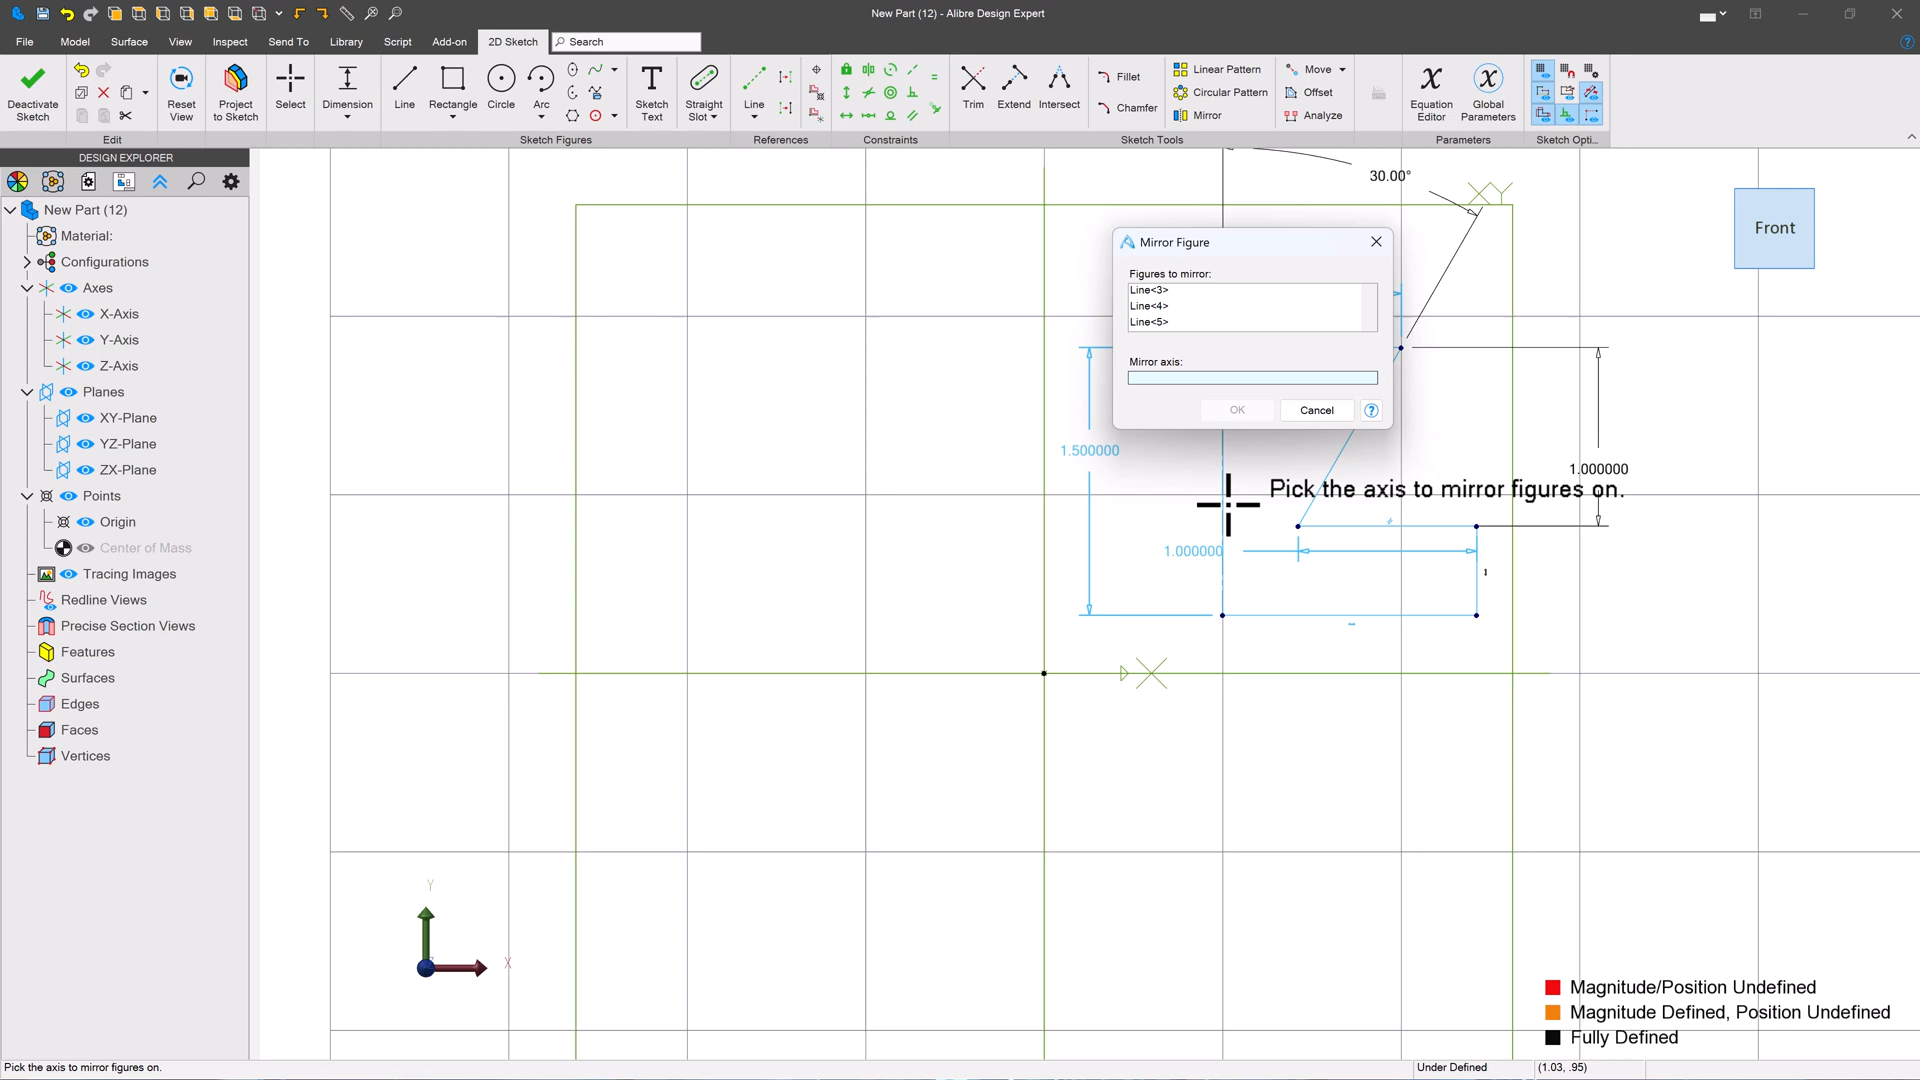 New Part (12) - Alibre Design Expert
File Model Surface View Inspect Send To Library Script Add-on 2D Sketch Search
Deactivate Sketch
Reset View
Project to Sketch
Select
Dimension
Line
Rectangle
Circle
Arc
Sketch Text
Straight Slot
Line
Trim
Extend
Intersect
Fillet
Chamfer
Linear Pattern
Circular Pattern
Mirror
Move
Offset
Analyze
Equation Editor
Global Parameters
Edit
Sketch Figures
References
Constraints
Sketch Tools
Parameters
Sketch Opti...
DESIGN EXPLORER
New Part (12)
Material:
Configurations
Axes
X-Axis
Y-Axis
Z-Axis
Planes
XY-Plane
YZ-Plane
ZX-Plane
Points
Origin
Center of Mass
Tracing Images
Redline Views
Precise Section Views
Features
Surfaces
Edges
Faces
Vertices
30.00°
XY
Front
Mirror Figure
Figures to mirror:
Line<3>
Line<4>
Line<5>
Mirror axis:
OK
Cancel
1.500000
1.000000
Pick the axis to mirror figures on.
1.000000
X
Y
X
Magnitude/Position Undefined
Magnitude Defined, Position Undefined
Fully Defined
Pick the axis to mirror figures on.
Under Defined
(1.03, .95)